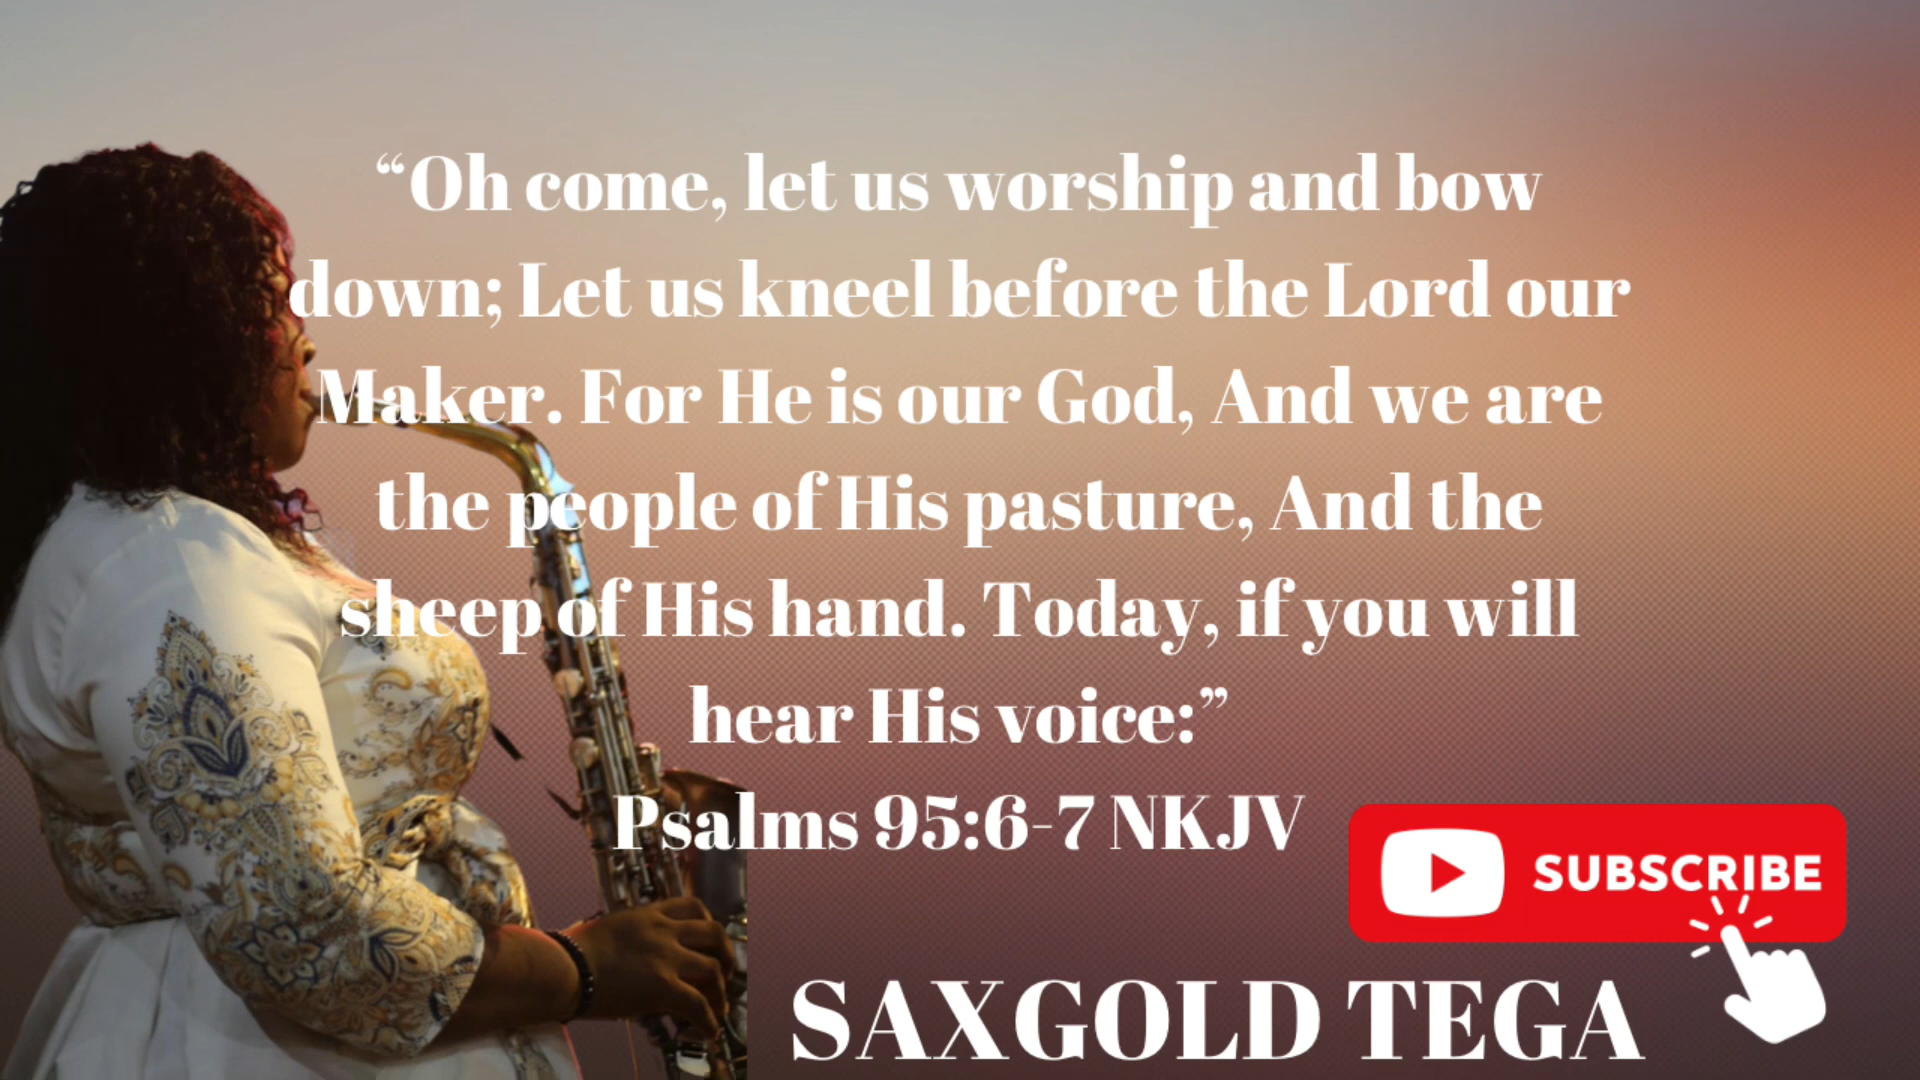 “Oh come, let us worship and bow
down; Let us kneel before the Lord our
Maker. For He is our God, And we are
the people of His pasture, And the
sheep of His hand. Today, if you will
hear His voice:”
Psalms 95:6-7 NKJV
SUBSCRIBE
SAXGOLD TEGA